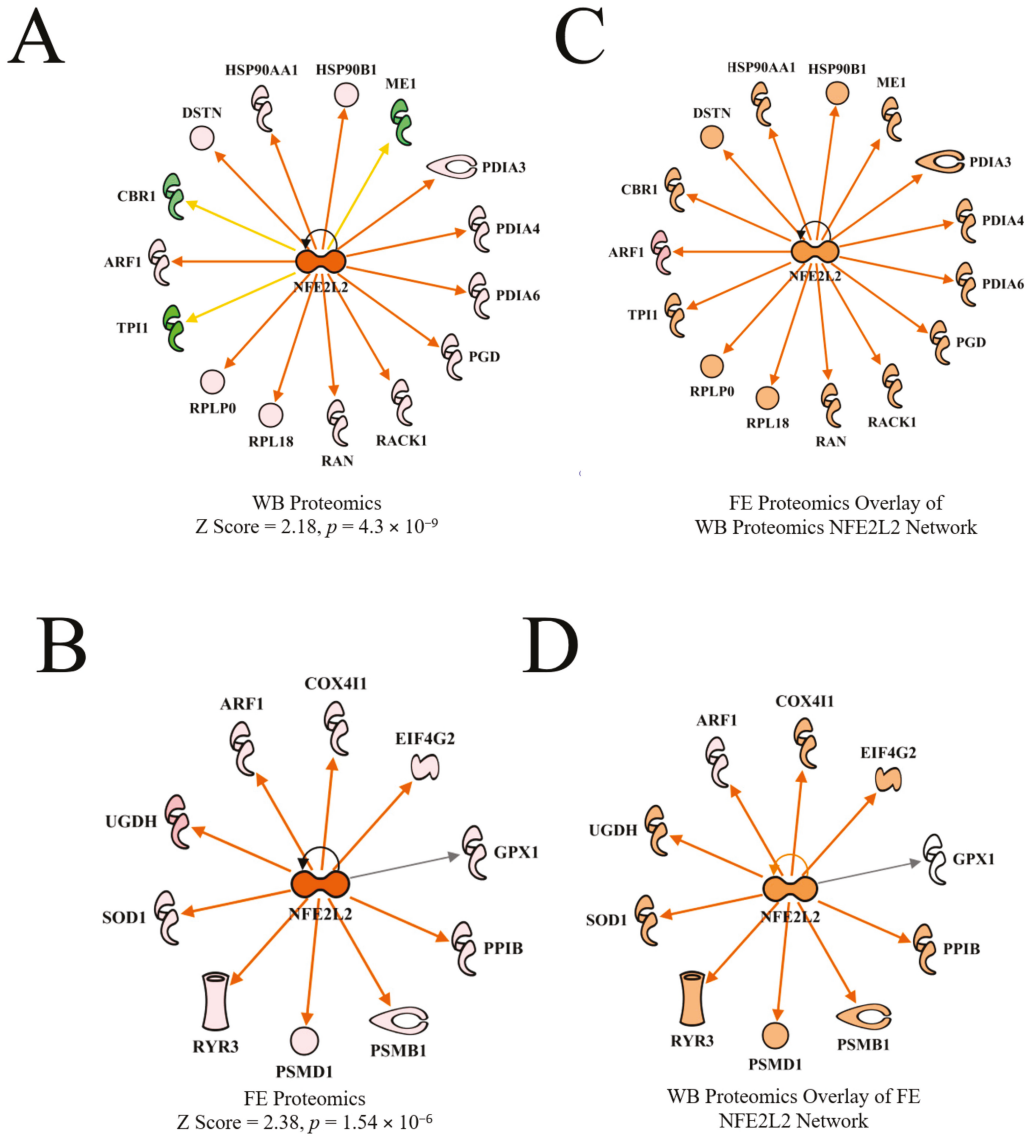 A
HSP90AA1
HSP90B1
ME1
DSTN
PDIA3
CBR1
PDIA4
ARF1
NFE2L2
PDIA6
TPI1
PGD
RPLP0
RPL18
RACK1
RAN
WB Proteomics
Z Score = 2.18, p = 4.3 × 10⁻⁹
C
HSP90AA1
HSP90B1
ME1
DSTN
PDIA3
CBR1
PDIA4
ARF1
NFE2L2
PDIA6
TPI1
PGD
RPLP0
RPL18
RACK1
RAN
(
FE Proteomics Overlay of
WB Proteomics NFE2L2 Network
B
COX4I1
ARF1
EIF4G2
UGDH
GPX1
SOD1
NFE2L2
PPIB
RYR3
PSMD1
PSMB1
FE Proteomics
Z Score = 2.38, p = 1.54 × 10⁻⁶
D
COX4I1
ARF1
EIF4G2
UGDH
GPX1
SOD1
NFE2L2
PPIB
RYR3
PSMD1
PSMB1
WB Proteomics Overlay of FE
NFE2L2 Network